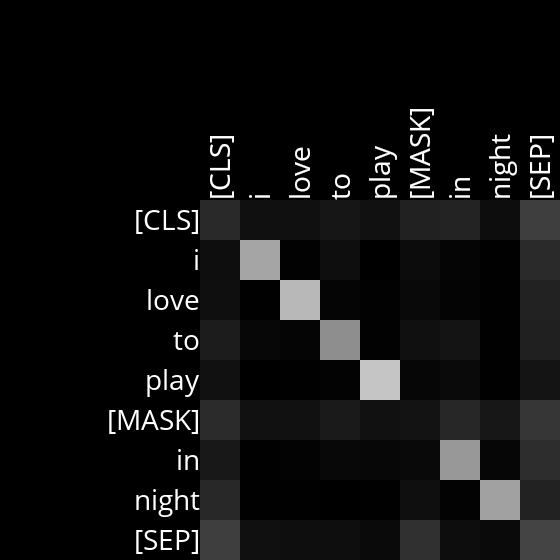 [CLS] i love to play [MASK] in night [SEP]
[CLS]
i
love
to
play
[MASK]
in
night
[SEP]